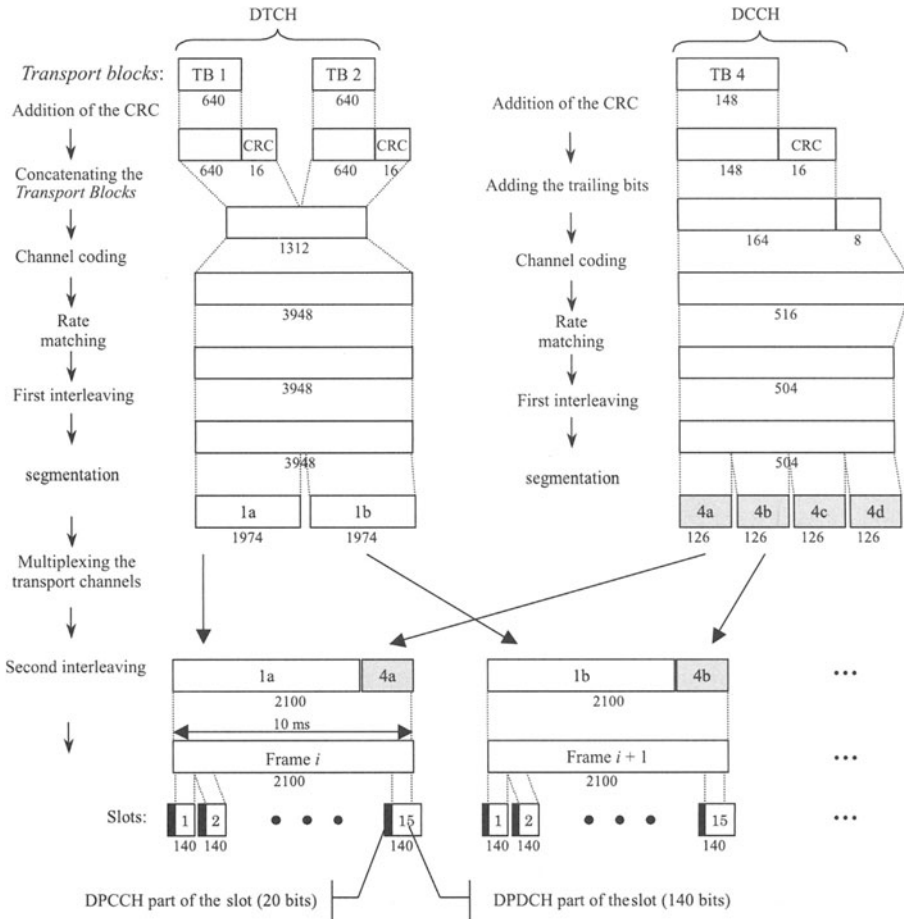 DTCH
DCCH
Transport blocks:
TB 1
TB 2
TB 4
640
640
148
Addition of the CRC
Addition of the CRC
CRC
CRC
CRC
640
16
640
16
148
16
Concatenating the
Transport Blocks
Adding the trailing bits
1312
164
8
Channel coding
Channel coding
3948
516
Rate
matching
Rate
matching
3948
504
First interleaving
First interleaving
3948
504
segmentation
segmentation
1a
1b
4a
4b
4c
4d
1974
1974
126
126
126
126
Multiplexing the
transport channels
Second interleaving
1a
4a
1b
4b
...
2100
2100
10 ms
Frame i
Frame i + 1
...
2100
2100
Slots:
1
2
• • •
15
1
2
• • •
15
...
140
140
140
140
140
140
DPCCH part of the slot (20 bits)
DPDCH part of the slot (140 bits)